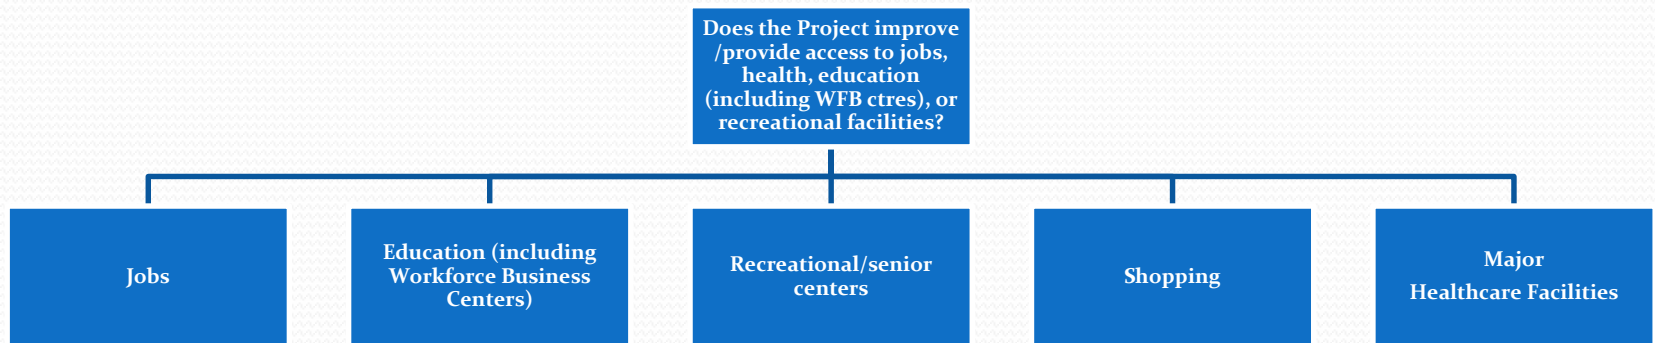 Does the Project improve
/provide access to jobs,
health, education
(including WFB ctres), or
recreational facilities?
Jobs
Education (including
Workforce Business
Centers)
Recreational/senior
centers
Shopping
Major
Healthcare Facilities